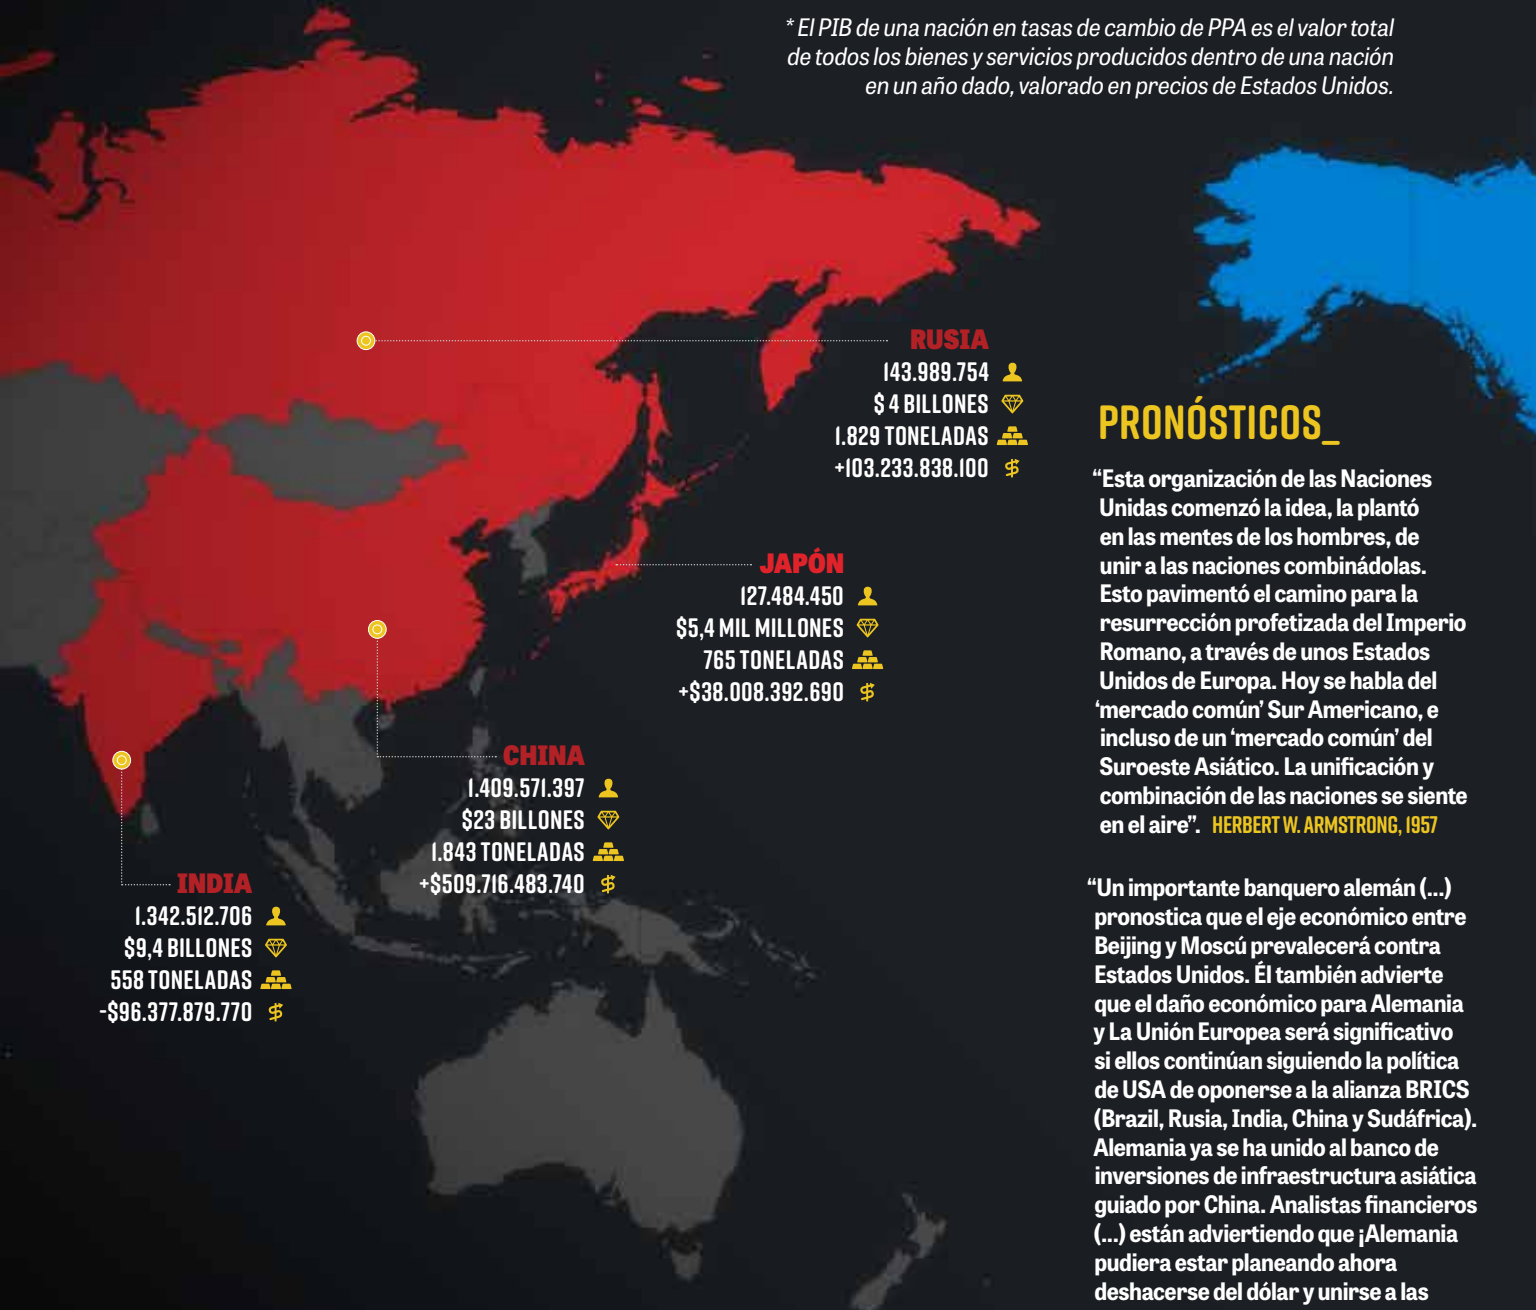 * El PIB de una nación en tasas de cambio de PPA es el valor total
de todos los bienes y servicios producidos dentro de una nación
en un año dado, valorado en precios de Estados Unidos.
RUSIA
143.989.754
$ 4 BILLONES
1.829 TONELADAS
+103.233.838.100
JAPÓN
127.484.450
$5,4 MIL MILLONES
765 TONELADAS
+$38.008.392.690
CHINA
1.409.571.397
$23 BILLONES
1.843 TONELADAS
+$509.716.483.740
INDIA
1.342.512.706
$9,4 BILLONES
558 TONELADAS
-$96.377.879.770
PRONÓSTICOS_
“Esta organización de las Naciones
Unidas comenzó la idea, la plantó
en las mentes de los hombres, de
unir a las naciones combinádolas.
Esto pavimentó el camino para la
resurrección profetizada del Imperio
Romano, a través de unos Estados
Unidos de Europa. Hoy se habla del
‘mercado común’ Sur Americano, e
incluso de un ‘mercado común’ del
Suroeste Asiático. La unificación y
combinación de las naciones se siente
en el aire”. HERBERT W. ARMSTRONG, 1957
“Un importante banquero alemán (...)
pronostica que el eje económico entre
Beijing y Moscú prevalecerá contra
Estados Unidos. Él también advierte
que el daño económico para Alemania
y La Unión Europea será significativo
si ellos continúan siguiendo la política
de USA de oponerse a la alianza BRICS
(Brazil, Rusia, India, China y Sudáfrica).
Alemania ya se ha unido al banco de
inversiones de infraestructura asiática
guiado por China. Analistas financieros
(...) están advirtiendo que ¡Alemania
pudiera estar planeando ahora
deshacerse del dólar y unirse a las